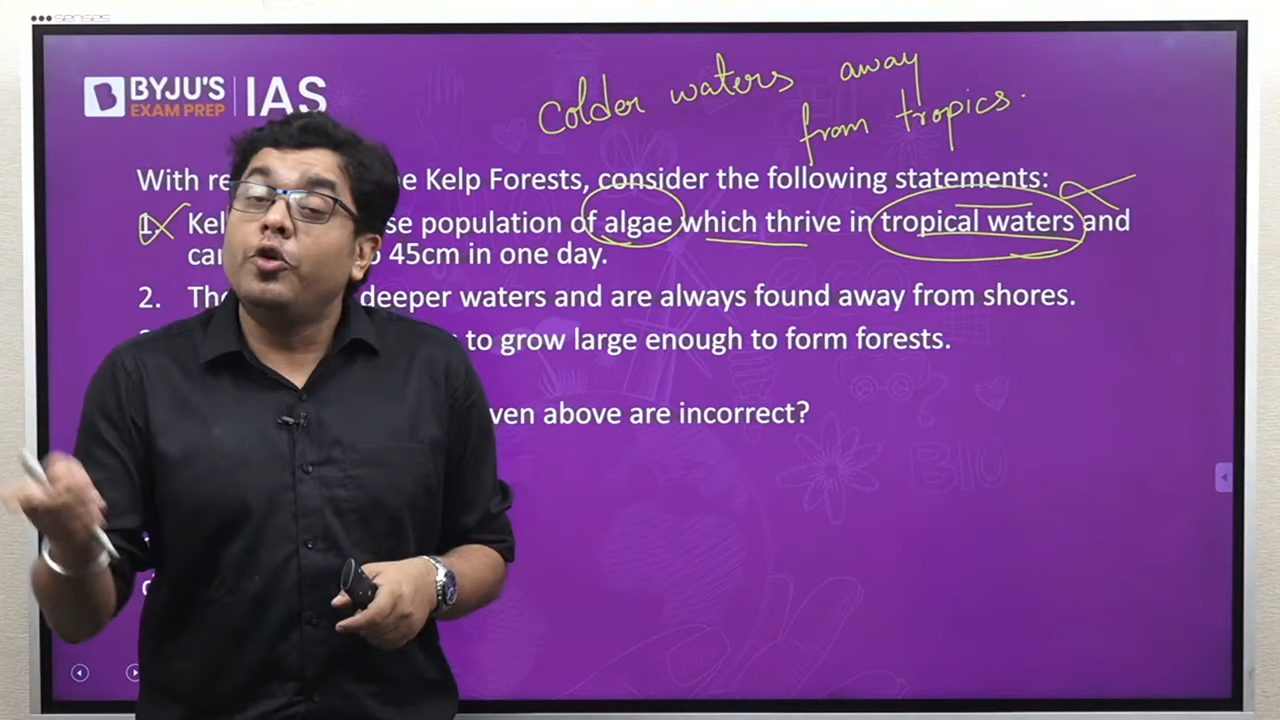 senses
BYJU'S
EXAM PREP
IAS
Colder waters away
from tropics.
With re e Kelp Forests, consider the following statements:
1. Kel se population of algae which thrive in tropical waters and
ca 45cm in one day.
2. The deeper waters and are always found away from shores.
to grow large enough to form forests.
ven above are incorrect?